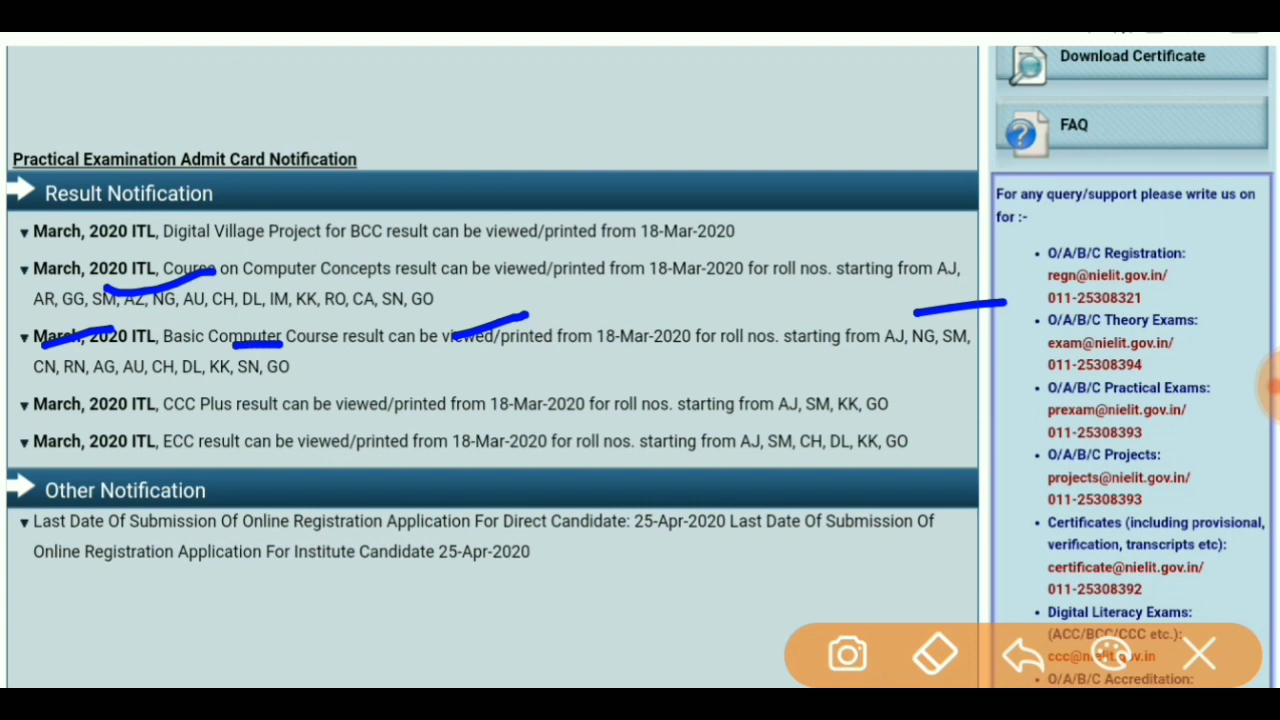 Download Certificate
FAQ
Practical Examination Admit Card Notification
Result Notification
March, 2020 ITL, Digital Village Project for BCC result can be viewed/printed from 18-Mar-2020
March, 2020 ITL, Course on Computer Concepts result can be viewed/printed from 18-Mar-2020 for roll nos. starting from AJ,
AR, GG, SM, AZ, NG, AU, CH, DL, IM, KK, RO, CA, SN, GO
March, 2020 ITL, Basic Computer Course result can be viewed/printed from 18-Mar-2020 for roll nos. starting from AJ, NG, SM,
CN, RN, AG, AU, CH, DL, KK, SN, GO
March, 2020 ITL, CCC Plus result can be viewed/printed from 18-Mar-2020 for roll nos. starting from AJ, SM, KK, GO
March, 2020 ITL, ECC result can be viewed/printed from 18-Mar-2020 for roll nos. starting from AJ, SM, CH, DL, KK, GO
Other Notification
Last Date Of Submission Of Online Registration Application For Direct Candidate: 25-Apr-2020 Last Date Of Submission Of
Online Registration Application For Institute Candidate 25-Apr-2020
For any query/support please write us on
for :-
O/A/B/C Registration:
regn@nielit.gov.in/
011-25308321
O/A/B/C Theory Exams:
exam@nielit.gov.in/
011-25308394
O/A/B/C Practical Exams:
prexam@nielit.gov.in/
011-25308393
O/A/B/C Projects:
projects@nielit.gov.in/
011-25308393
Certificates (including provisional,
verification, transcripts etc):
certificate@nielit.gov.in/
011-25308392
Digital Literacy Exams:
(ACC/BCC/CCC etc.):
ccc@nielit.gov.in
O/A/B/C Accreditation: